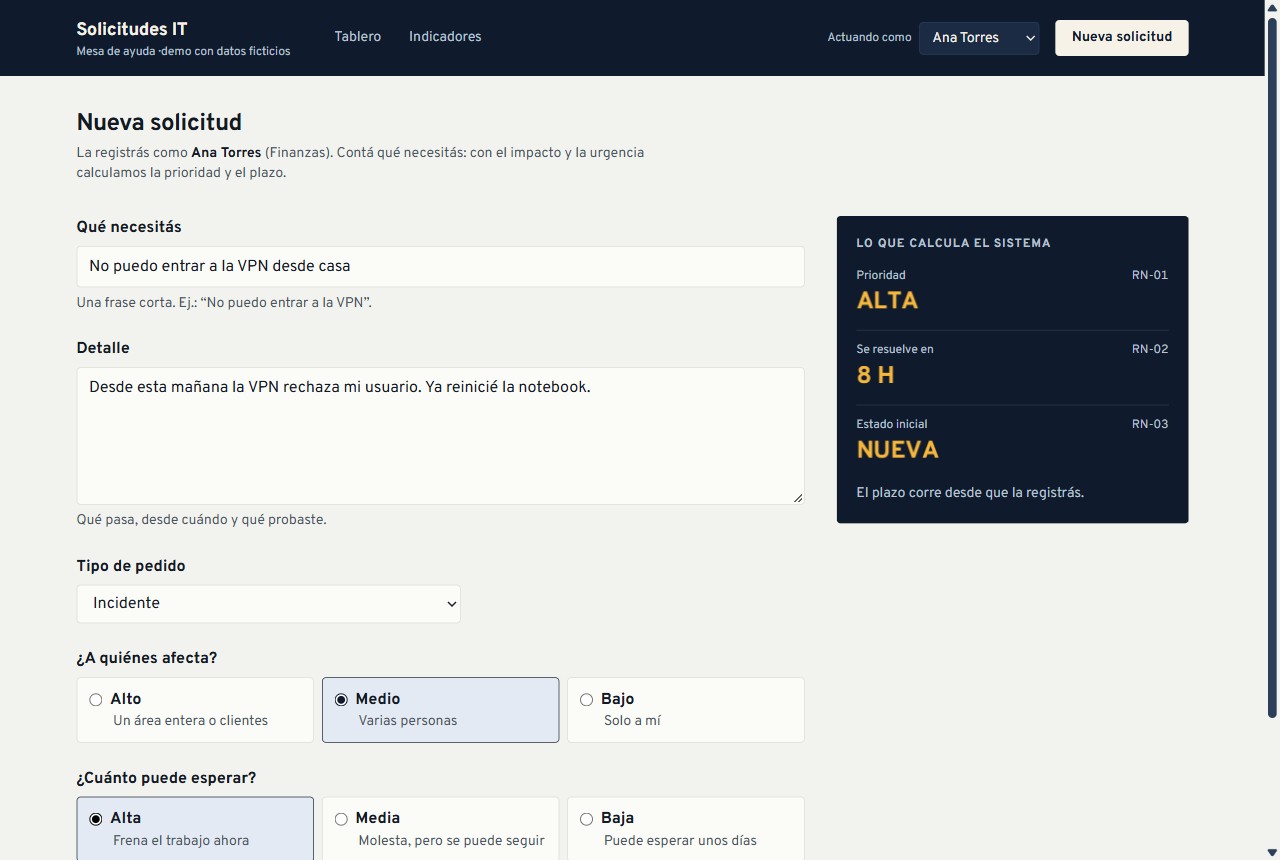 Solicitudes IT
Mesa de ayuda ·demo con datos ficticios
Tablero
Indicadores
Actuando como
Ana Torres
Nueva solicitud
Nueva solicitud
La registrás como Ana Torres (Finanzas). Contá qué necesitás: con el impacto y la urgencia
calculamos la prioridad y el plazo.
Qué necesitás
No puedo entrar a la VPN desde casa
Una frase corta. Ej.: “No puedo entrar a la VPN”.
Detalle
Desde esta mañana la VPN rechaza mi usuario. Ya reinicié la notebook.
Qué pasa, desde cuándo y qué probaste.
Tipo de pedido
Incidente
¿A quiénes afecta?
Alto
Un área entera o clientes
Medio
Varias personas
Bajo
Solo a mí
¿Cuánto puede esperar?
Alta
Frena el trabajo ahora
Media
Molesta, pero se puede seguir
Baja
Puede esperar unos días
LO QUE CALCULA EL SISTEMA
Prioridad
RN-01
ALTA
Se resuelve en
RN-02
8 H
Estado inicial
RN-03
NUEVA
El plazo corre desde que la registrás.